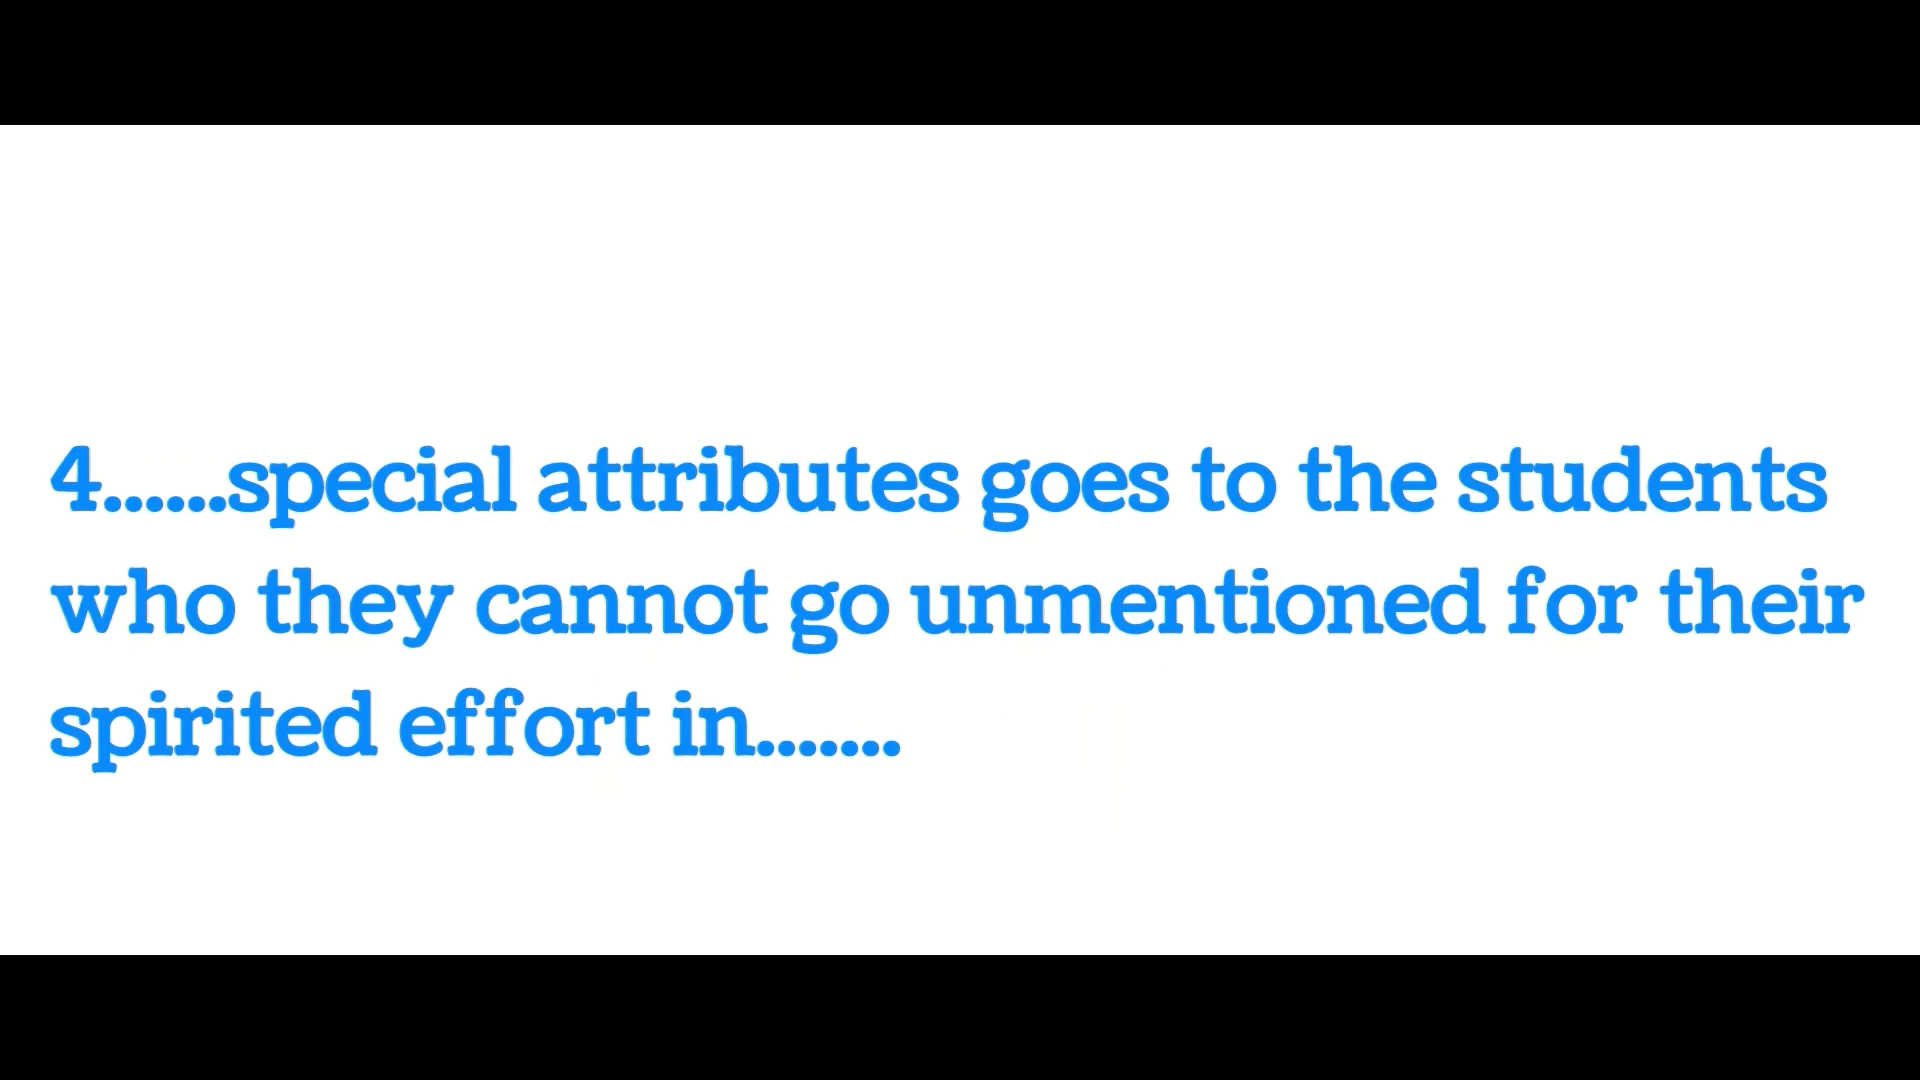 4......special attributes goes to the students
who they cannot go unmentioned for their
spirited effort in.......